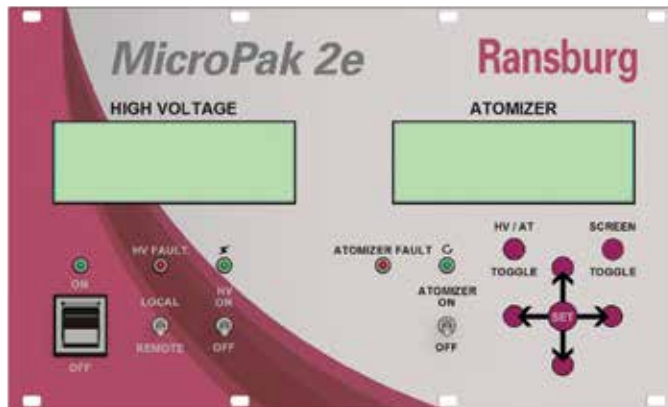 MicroPak 2e
Ransburg
HIGH VOLTAGE
ATOMIZER
HV FAULT
ATOMIZER FAULT
HV / AT
TOGGLE
SCREEN
TOGGLE
ON
OFF
LOCAL
REMOTE
HV
ON
OFF
ATOMIZER
ON
OFF
SET